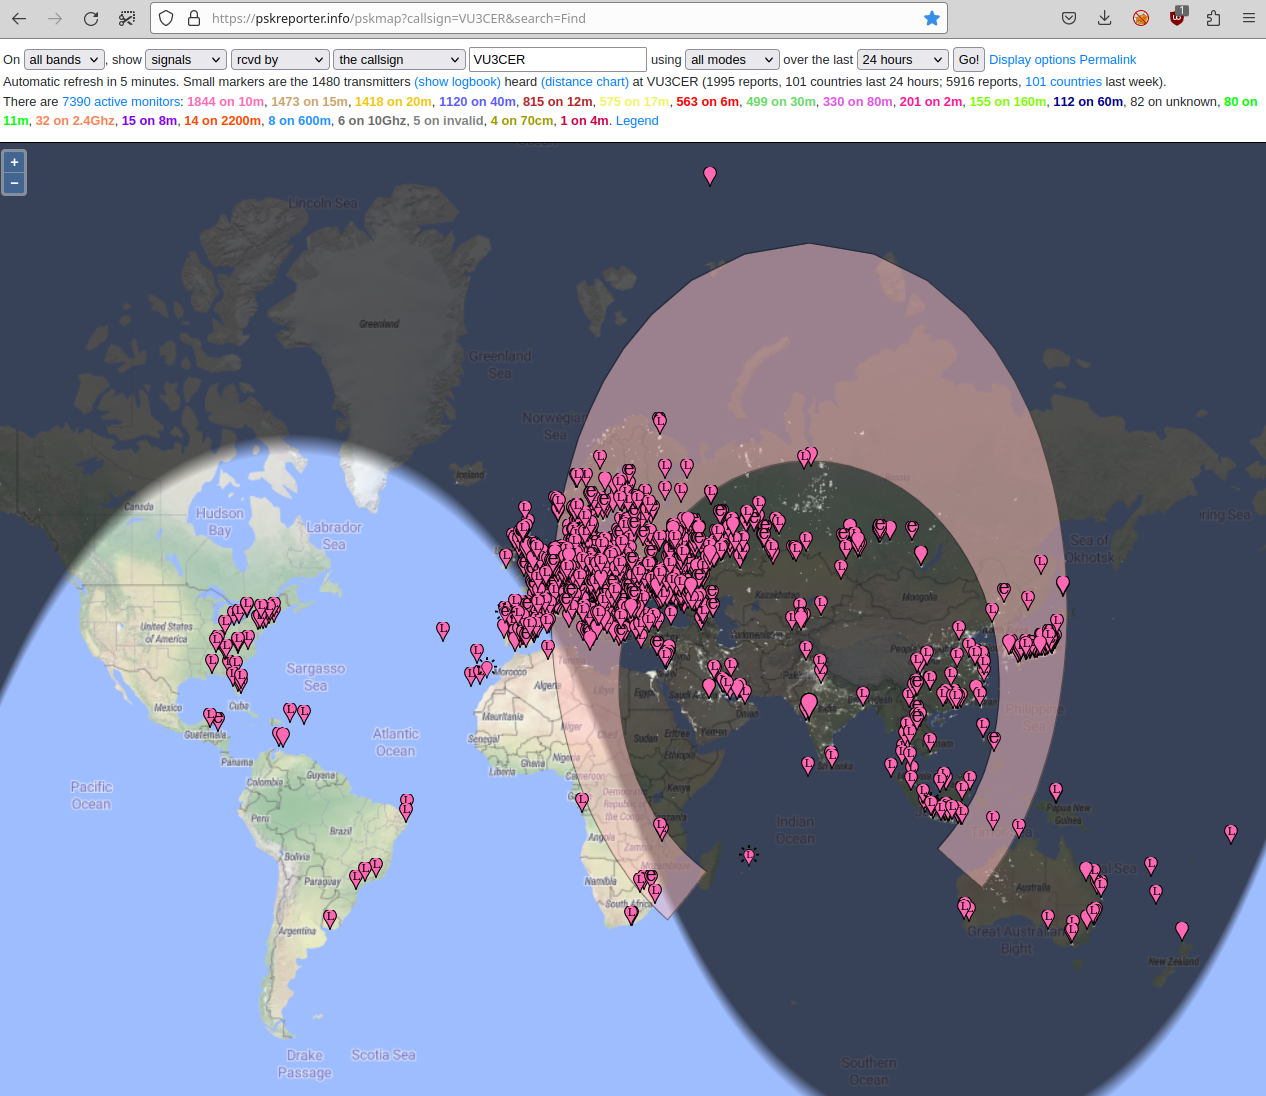 https://pskreporter.info/pskmap?callsign=VU3CER&search=Find
1
On all bands , show signals rcvd by the callsign VU3CER using all modes over the last 24 hours Go! Display options Permalink
Automatic refresh in 5 minutes. Small markers are the 1480 transmitters (show logbook) heard (distance chart) at VU3CER (1995 reports, 101 countries last 24 hours; 5916 reports, 101 countries last week).
There are 7390 active monitors: 1844 on 10m, 1473 on 15m, 1418 on 20m, 1120 on 40m, 815 on 12m, 575 on 17m, 563 on 6m, 499 on 30m, 330 on 80m, 201 on 2m, 155 on 160m, 112 on 60m, 82 on unknown, 80 on
11m, 32 on 2.4Ghz, 15 on 8m, 14 on 2200m, 8 on 600m, 6 on 10Ghz, 5 on invalid, 4 on 70cm, 1 on 4m. Legend
+
−
Lincoln Sea
Greenland
Greenland
Sea
Norwegian
Sea
Iceland
Canada
Hudson
Bay
Labrador
Sea
Sea of
Okhotsk
Kazakhstan
Mongolia
United States
of America
Sargasso
Sea
Morocco
Algeria
Libya
Egypt
Mexico
Cuba
Guatemala
Mauritania
Niger
Chad
Sudan
Eritrea
Yemen
Oman
Philippine
Sea
Atlantic
Ocean
Senegal
Panama
Guyana
Liberia
Ghana
Cameroon
Ethiopia
Sri Lanka
Colombia
Pacific
Ocean
Democratic
Republic of
the Congo
Kenya
Indian
Ocean
Papua New
Guinea
Peru
Brazil
Angola
Zambia
Bolivia
Mozambique
Paraguay
Namibia
Australia
South Africa
Argentina
Great Australian
Bight
New Zealand
Drake
Passage
Scotia Sea
Southern
Ocean